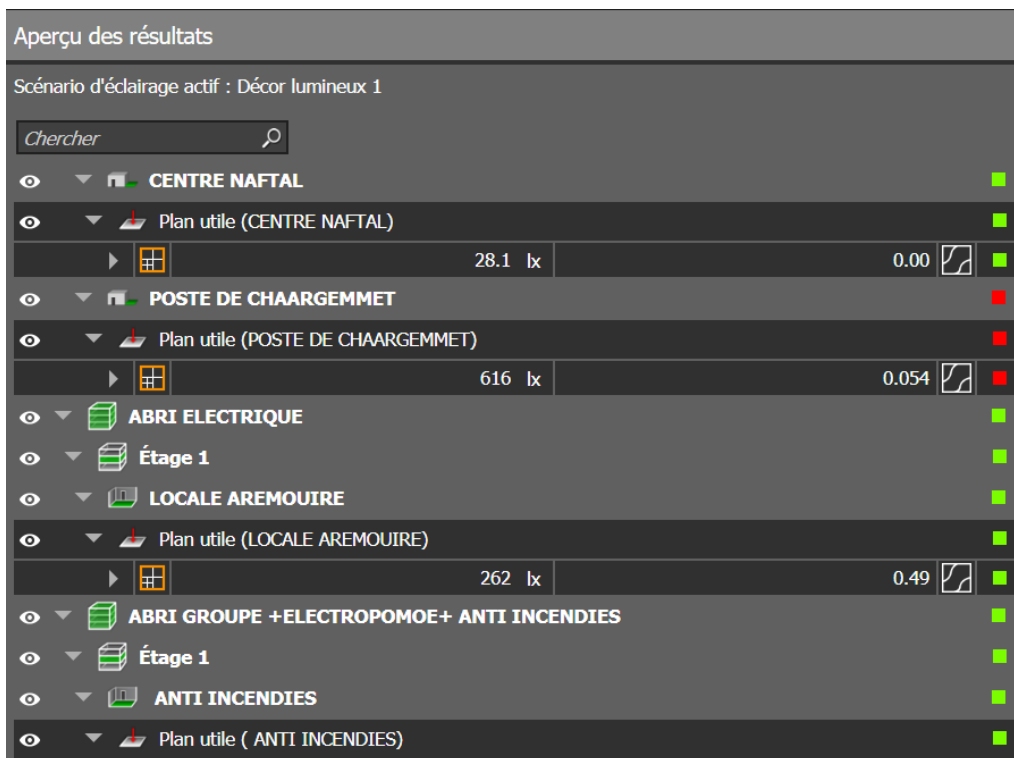 Aperçu des résultats
Scénario d'éclairage actif : Décor lumineux 1
Chercher
CENTRE NAFTAL
Plan utile (CENTRE NAFTAL)
28.1 lx 0.00
POSTE DE CHAARGEMMET
Plan utile (POSTE DE CHAARGEMMET)
616 lx 0.054
ABRI ELECTRIQUE
Étage 1
LOCALE AREMOUIRE
Plan utile (LOCALE AREMOUIRE)
262 lx 0.49
ABRI GROUPE +ELECTROPOMOE+ ANTI INCENDIES
Étage 1
ANTI INCENDIES
Plan utile ( ANTI INCENDIES)